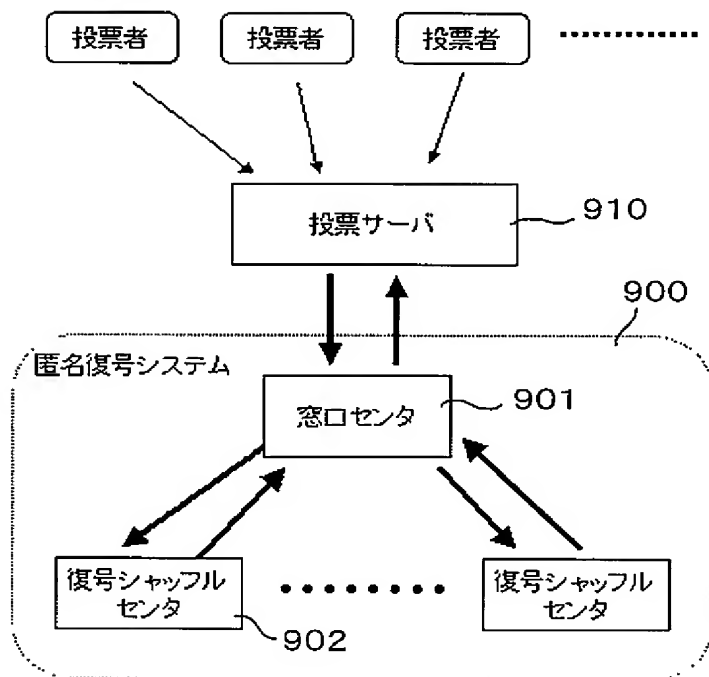 投票者
投票者
投票者
投票サーバ
910
900
匿名復号システム
窓口センタ
901
復号シャッフル
センタ
902
復号シャッフル
センタ